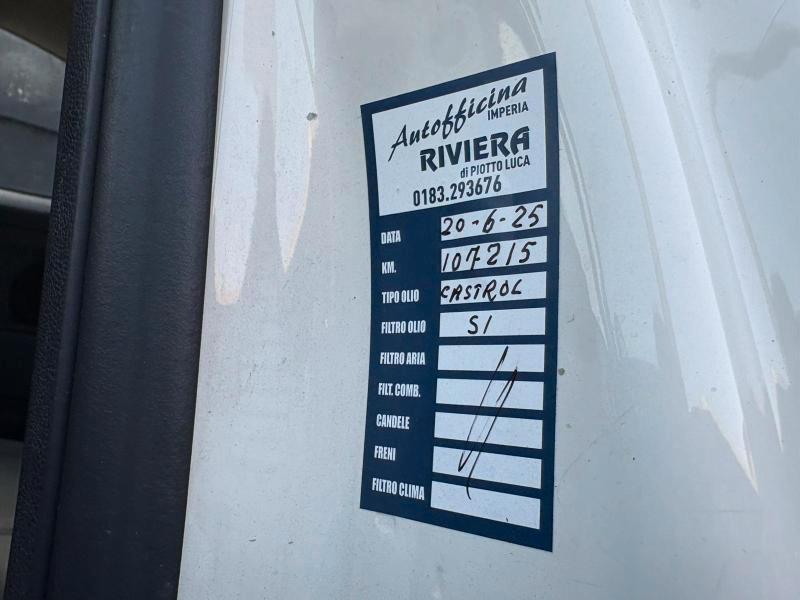 Autofficina
IMPERIA
RIVIERA
di PIOTTO LUCA
0183.293676
DATA 20-6-25
KM. 107215
TIPO OLIO CASTROL
FILTRO OLIO SI
FILTRO ARIA
FILT. COMB.
CANDELE
FRENI
FILTRO CLIMA